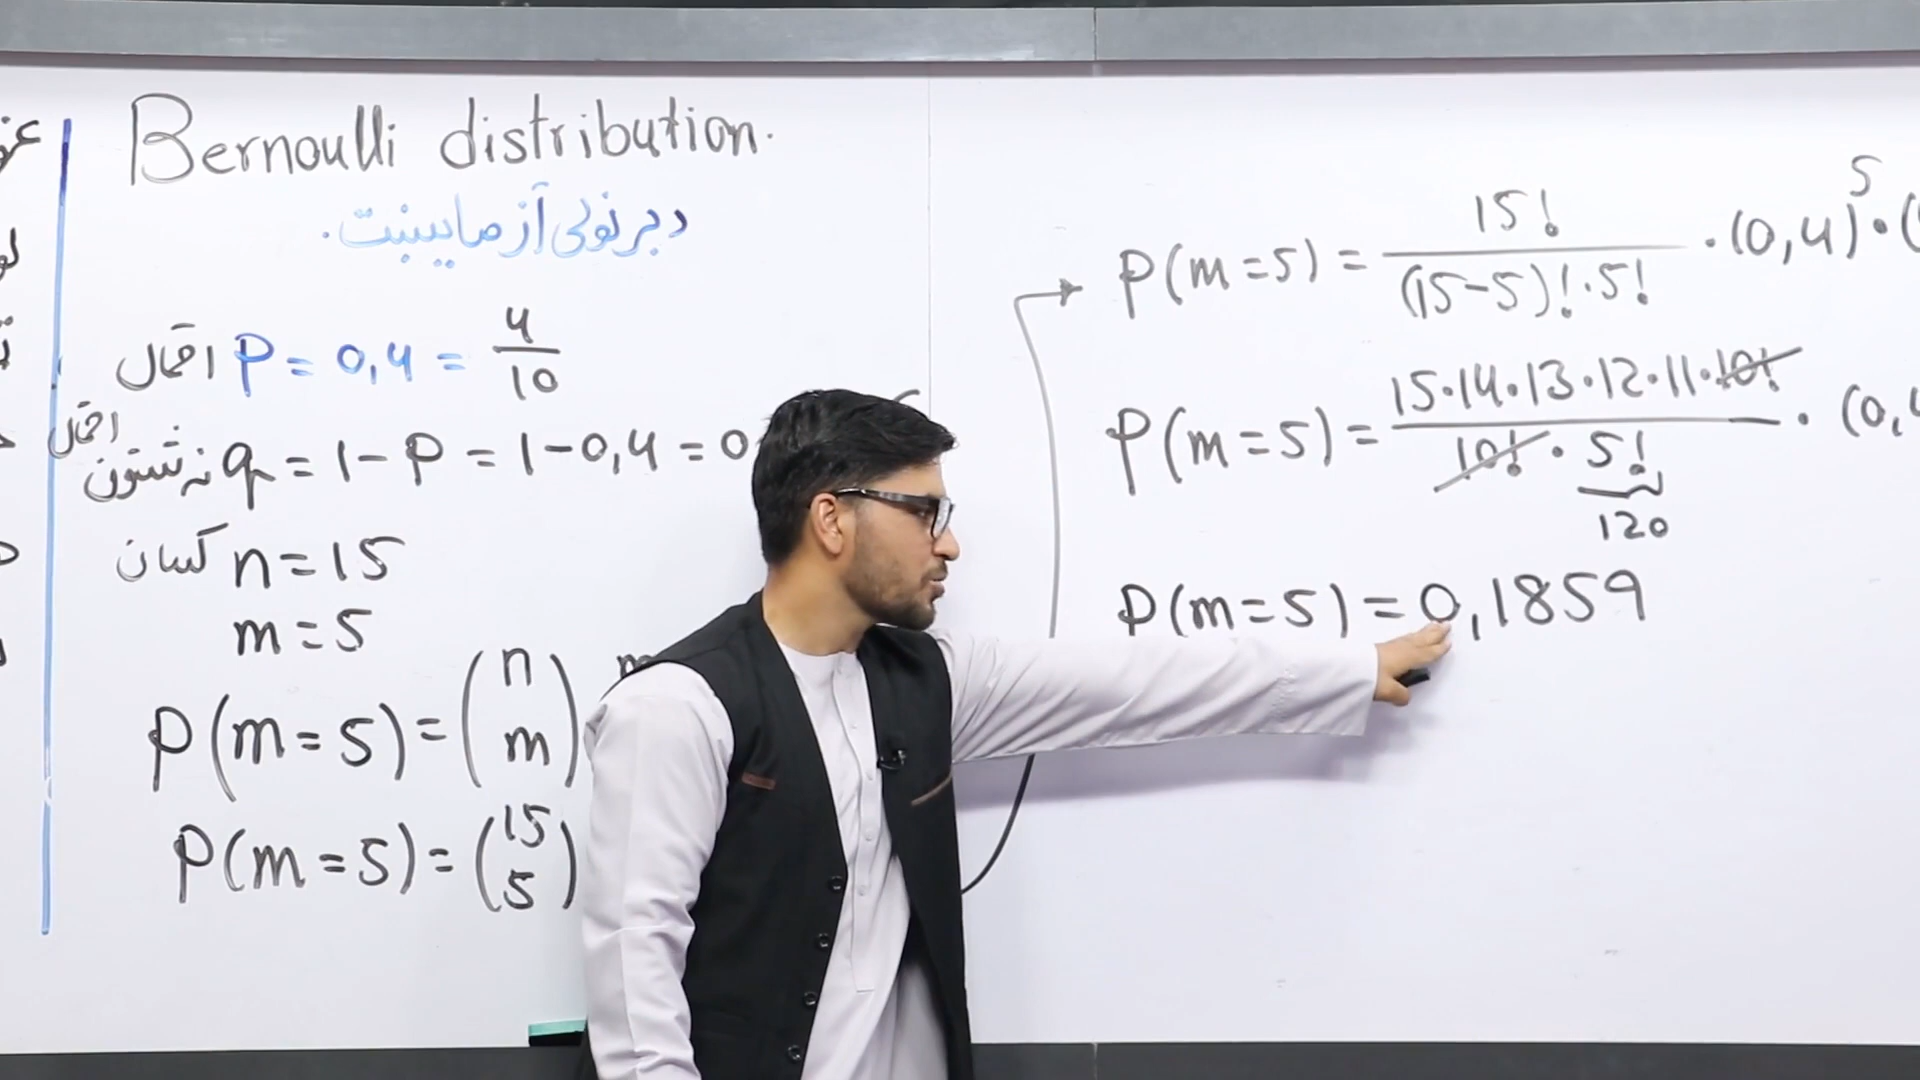 Bernoulli distribution.
د برنولی آزمایښت.
احتمال P = 0,4 = 4/10
احتمال نه شتون q = 1 - p = 1 - 0,4 = 0
کسان n = 15
m = 5
P(m = 5) = (n m) m
P(m = 5) = (15 5)
P(m = 5) = 15! / (15-5)! · 5! · (0,4)^5 · (
P(m = 5) = 15·14·13·12·11·10! / 10! · 5! · (0,4
120
P(m = 5) = 0,1859